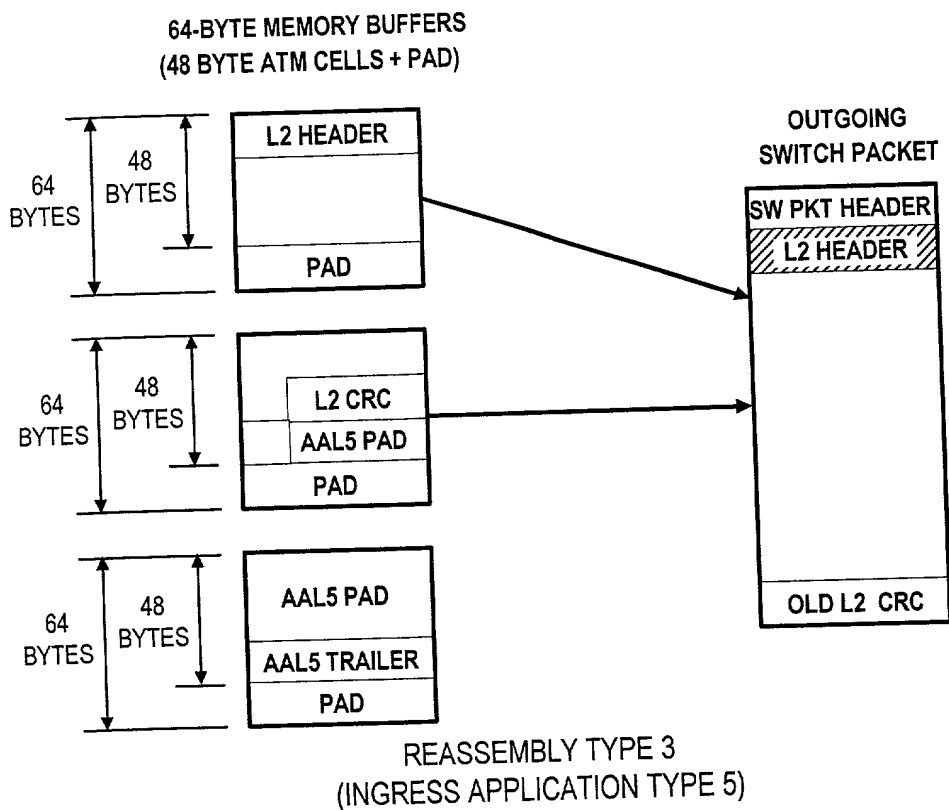 64-BYTE MEMORY BUFFERS
(48 BYTE ATM CELLS + PAD)
64
BYTES
48
BYTES
L2 HEADER
PAD
64
BYTES
48
BYTES
L2 CRC
AAL5 PAD
PAD
64
BYTES
48
BYTES
AAL5 PAD
AAL5 TRAILER
PAD
OUTGOING
SWITCH PACKET
SW PKT HEADER
L2 HEADER
OLD L2 CRC
REASSEMBLY TYPE 3
(INGRESS APPLICATION TYPE 5)